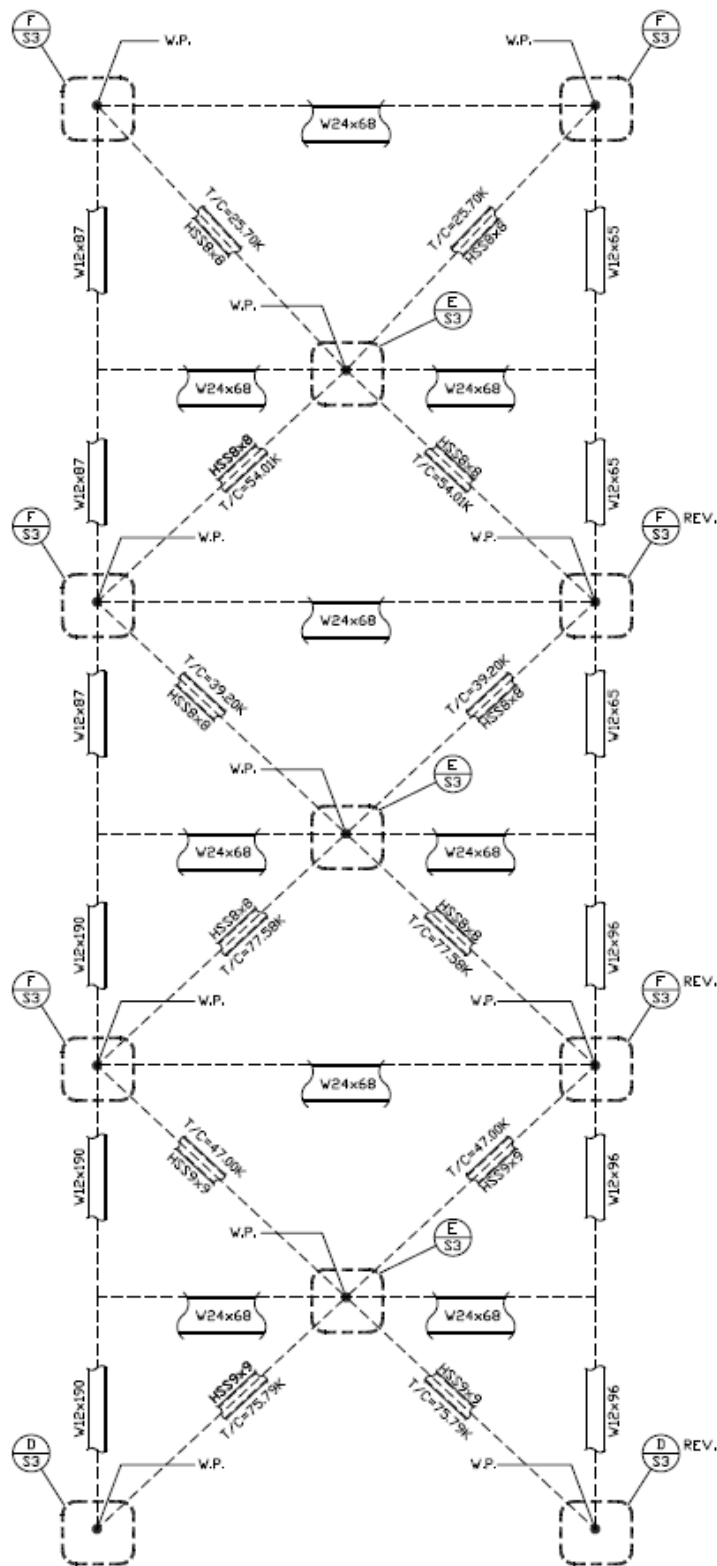 F
S3
W.P.
W.P.
F
S3
W24x68
T/C=25.70K
HSS8x8
T/C=25.70K
HSS8x8
W12x87
W12x65
W.P.
E
S3
W24x68
W24x68
HSS8x8
T/C=54.01K
HSS8x8
T/C=54.01K
W12x87
W12x65
F
S3
W.P.
W.P.
F
S3
REV.
W24x68
T/C=39.20K
HSS8x8
T/C=39.20K
HSS8x8
W12x87
W12x65
W.P.
E
S3
W24x68
W24x68
HSS8x8
T/C=77.58K
HSS8x8
T/C=77.58K
W12x190
W12x96
F
S3
W.P.
W.P.
F
S3
REV.
W24x68
T/C=47.00K
HSS9x9
T/C=47.00K
HSS9x9
W12x190
W12x96
W.P.
E
S3
W24x68
W24x68
HSS9x9
T/C=75.79K
HSS9x9
T/C=75.79K
W12x190
W12x96
D
S3
W.P.
W.P.
D
S3
REV.